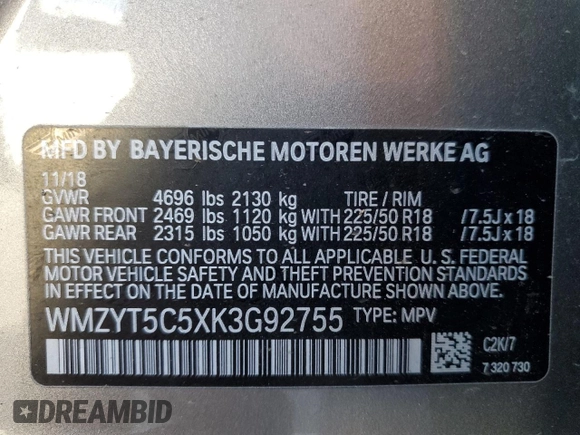 MFD BY BAYERISCHE MOTOREN WERKE AG
11/18
GVWR 4696 lbs 2130 kg TIRE / RIM
GAWR FRONT 2469 lbs 1120 kg WITH 225/50 R18 /7.5J x 18
GAWR REAR 2315 lbs 1050 kg WITH 225/50 R18 /7.5J x 18
THIS VEHICLE CONFORMS TO ALL APPLICABLE U. S. FEDERAL
MOTOR VEHICLE SAFETY AND THEFT PREVENTION STANDARDS
IN EFFECT ON THE DATE OF MANUFACTURE SHOWN ABOVE.
WMZYT5C5XK3G92755 TYPE: MPV
C2K/7
7 320 730
DREAMBID